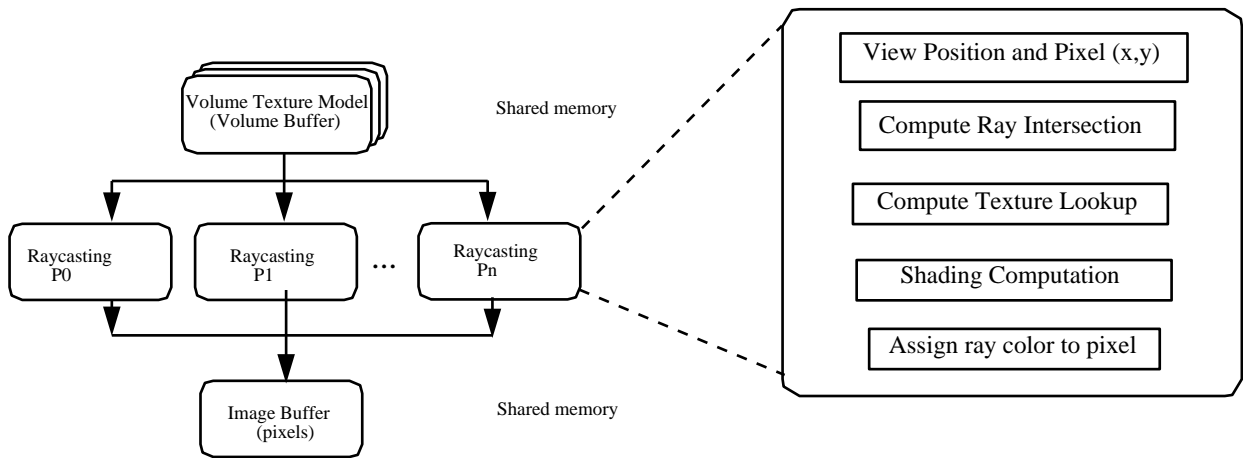 Volume Texture Model
(Volume Buffer)
Shared memory
Raycasting
P0
Raycasting
P1
...
Raycasting
Pn
Image Buffer
(pixels)
Shared memory
View Position and Pixel (x,y)
Compute Ray Intersection
Compute Texture Lookup
Shading Computation
Assign ray color to pixel